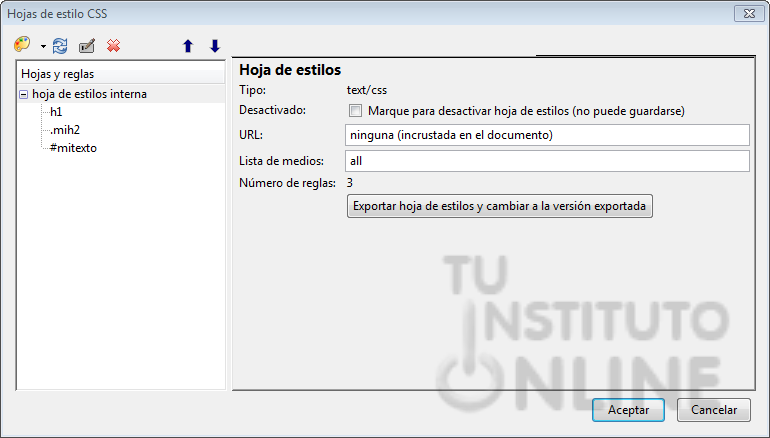 Hojas de estilo CSS
Hojas y reglas
hoja de estilos interna
h1
.mih2
#mitexto
Hoja de estilos
Tipo: text/css
Desactivado: Marque para desactivar hoja de estilos (no puede guardarse)
URL: ninguna (incrustada en el documento)
Lista de medios: all
Número de reglas: 3
Exportar hoja de estilos y cambiar a la versión exportada
TU
INSTITUTO
ONLINE
Aceptar Cancelar